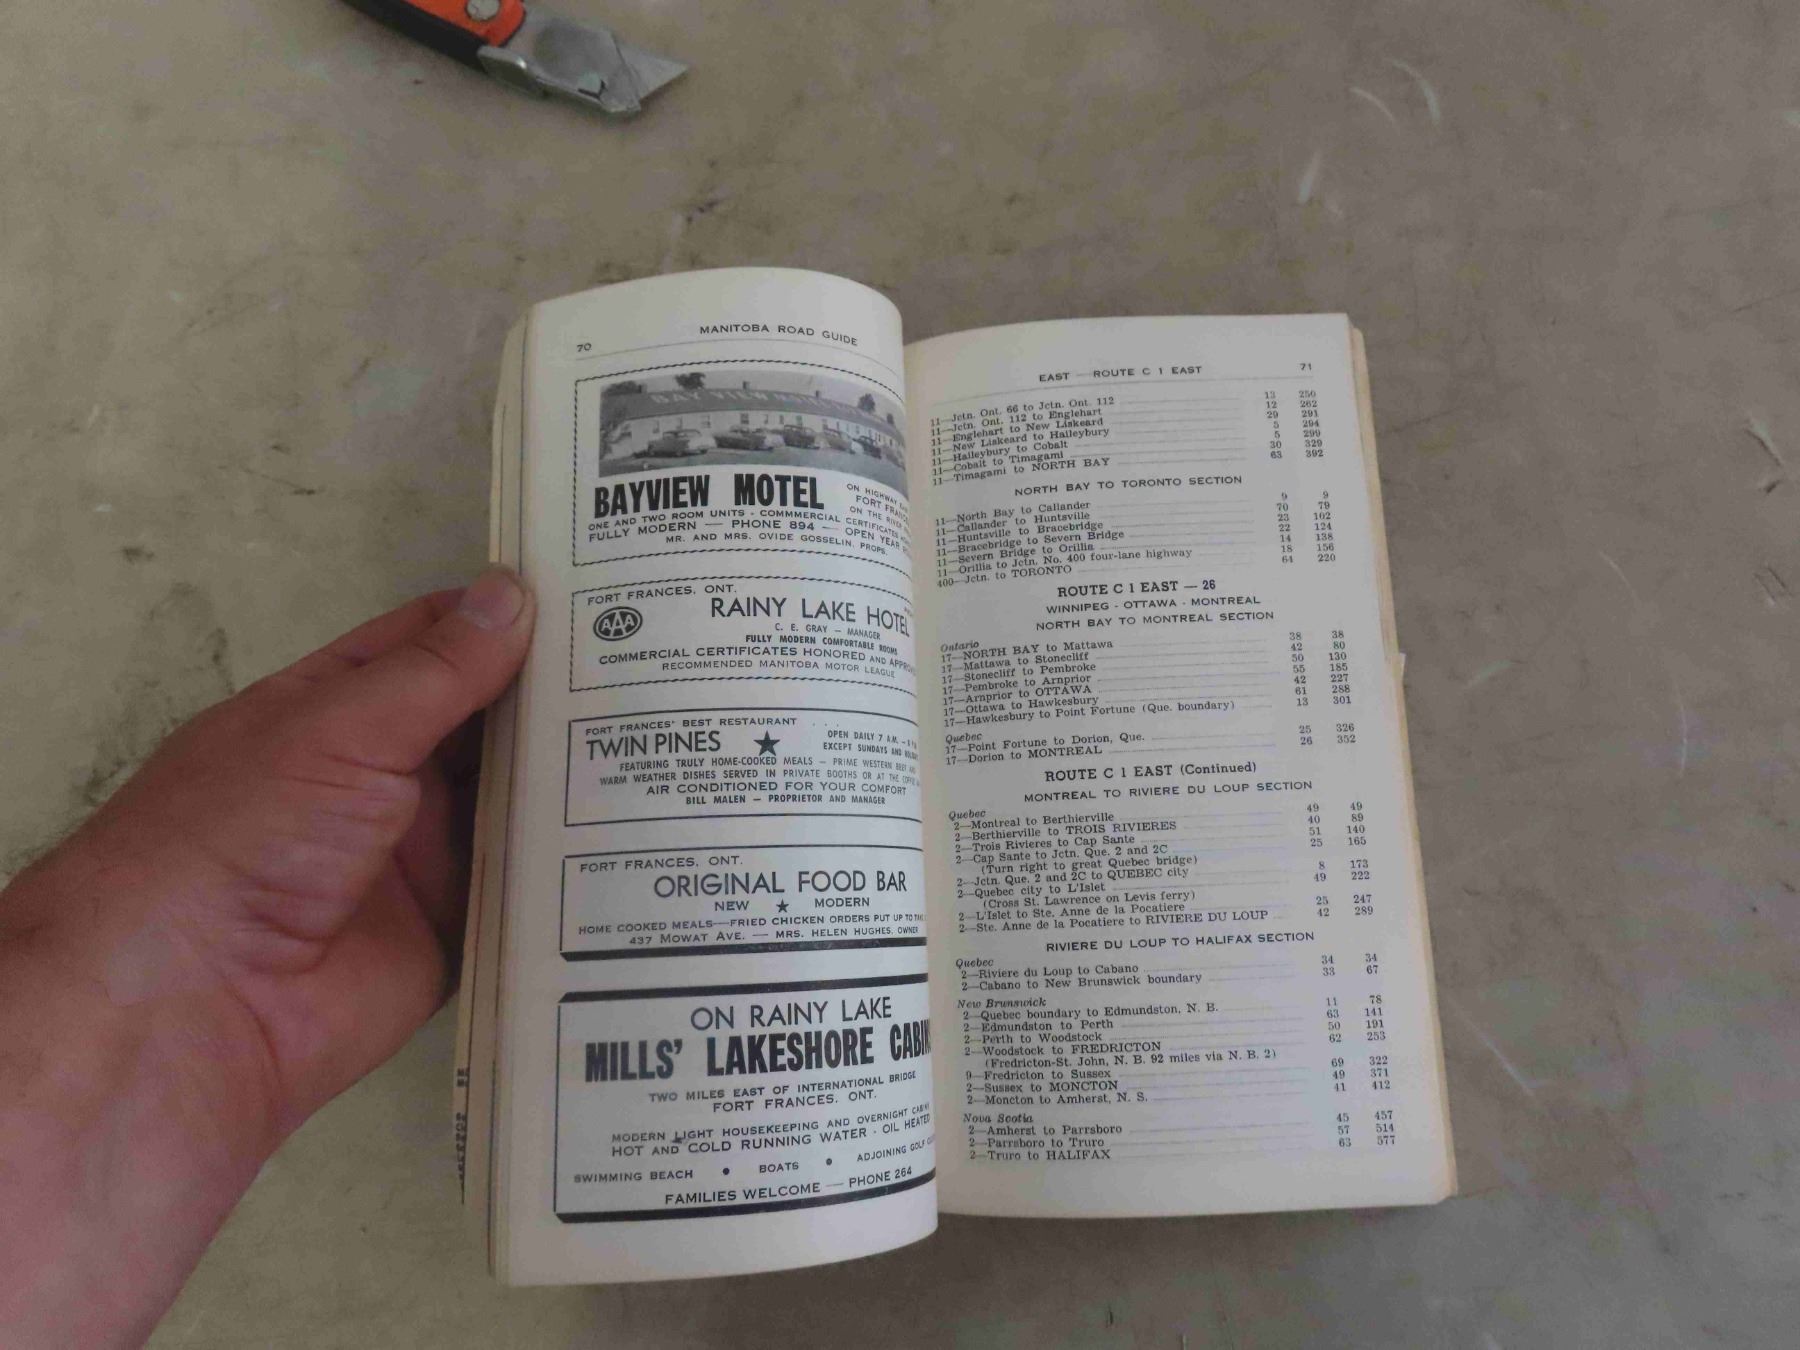 70
MANITOBA ROAD GUIDE
BAY VIEW
BAYVIEW MOTEL
ON HIGHWAY
FORT FRANCES
ON THE RIVER
ONE AND TWO ROOM UNITS - COMMMERCIAL CERTIFICATES
FULLY MODERN — PHONE 894 — OPEN YEAR
MR. AND MRS. OVIDE GOSSELIN, PROPS.
FORT FRANCES, ONT.
AAA
RAINY LAKE HOTEL
C. E. GRAY — MANAGER
FULLY MODERN COMFORTABLE ROOMS
COMMERCIAL CERTIFICATES HONORED AND
RECOMMENDED MANITOBA MOTOR LEAGUE
FORT FRANCES' BEST RESTAURANT . . .
TWIN PINES ★
OPEN DAILY 7 A.M. –
EXCEPT SUNDAYS AND
FEATURING TRULY HOME-COOKED MEALS — PRIME WESTERN BEEF AND
WARM WEATHER DISHES SERVED IN PRIVATE BOOTHS OR AT THE
AIR CONDITIONED FOR YOUR COMFORT
BILL MALEN — PROPRIETOR AND MANAGER
FORT FRANCES, ONT.
ORIGINAL FOOD BAR
NEW ★ MODERN
HOME COOKED MEALS—FRIED CHICKEN ORDERS PUT UP TO
437 MOWAT AVE. — MRS. HELEN HUGHES, OWNER
ON RAINY LAKE
MILLS' LAKESHORE
TWO MILES EAST OF INTERNATIONAL BRIDGE
FORT FRANCES, ONT.
MODERN LIGHT HOUSEKEEPING AND OVERNIGHT
HOT AND COLD RUNNING WATER - OIL HEATED
SWIMMING BEACH • BOATS • ADJOINING GOLF
FAMILIES WELCOME — PHONE 264
EAST — ROUTE C 1 EAST 71
11—Jctn. Ont. 66 to Jctn. Ont. 112 13 250
11—Jctn. Ont. 112 to Englehart 12 262
11—Englehart to New Liskeard 29 291
11—New Liskeard to Haileybury 5 294
11—Haileybury to Cobalt 5 299
11—Cobalt to Timagami 30 329
11—Timagami to NORTH BAY 63 392
NORTH BAY TO TORONTO SECTION
11—North Bay to Callander 9 9
11—Callander to Huntsville 70 79
11—Huntsville to Bracebridge 23 102
11—Bracebridge to Severn Bridge 22 124
11—Severn Bridge to Orillia 14 138
11—Orillia to Jctn. No. 400 four-lane highway 18 156
400—Jctn. to TORONTO 64 220
ROUTE C 1 EAST — 26
WINNIPEG - OTTAWA - MONTREAL
NORTH BAY TO MONTREAL SECTION
Ontario
17—NORTH BAY to Mattawa 38 38
17—Mattawa to Stonecliff 42 80
17—Stonecliff to Pembroke 50 130
17—Pembroke to Arnprior 55 185
17—Arnprior to OTTAWA 42 227
17—Ottawa to Hawkesbury 61 288
17—Hawkesbury to Point Fortune (Que. boundary) 13 301
Quebec
17—Point Fortune to Dorion, Que. 25 326
17—Dorion to MONTREAL 26 352
ROUTE C 1 EAST (Continued)
MONTREAL TO RIVIERE DU LOUP SECTION
Quebec
2—Montreal to Berthierville 49 49
2—Berthierville to TROIS RIVIERES 40 89
2—Trois Rivieres to Cap Sante 51 140
2—Cap Sante to Jctn. Que. 2 and 2C 25 165
(Turn right to great Quebec bridge)
2—Jctn. Que. 2 and 2C to QUEBEC city 8 173
2—Quebec city to L'Islet 49 222
(Cross St. Lawrence on Levis ferry)
2—L'Islet to Ste. Anne de la Pocatiere 25 247
2—Ste. Anne de la Pocatiere to RIVIERE DU LOUP 42 289
RIVIERE DU LOUP TO HALIFAX SECTION
Quebec
2—Riviere du Loup to Cabano 34 34
2—Cabano to New Brunswick boundary 33 67
New Brunswick
2—Quebec boundary to Edmundston, N. B. 11 78
2—Edmundston to Perth 63 141
2—Perth to Woodstock 50 191
2—Woodstock to FREDRICTON 62 253
(Fredricton-St. John, N. B. 92 miles via N. B. 2)
9—Fredricton to Sussex 69 322
2—Sussex to MONCTON 49 371
2—Moncton to Amherst, N. S. 41 412
Nova Scotia
2—Amherst to Parrsboro 45 457
2—Parrsboro to Truro 57 514
2—Truro to HALIFAX 63 577